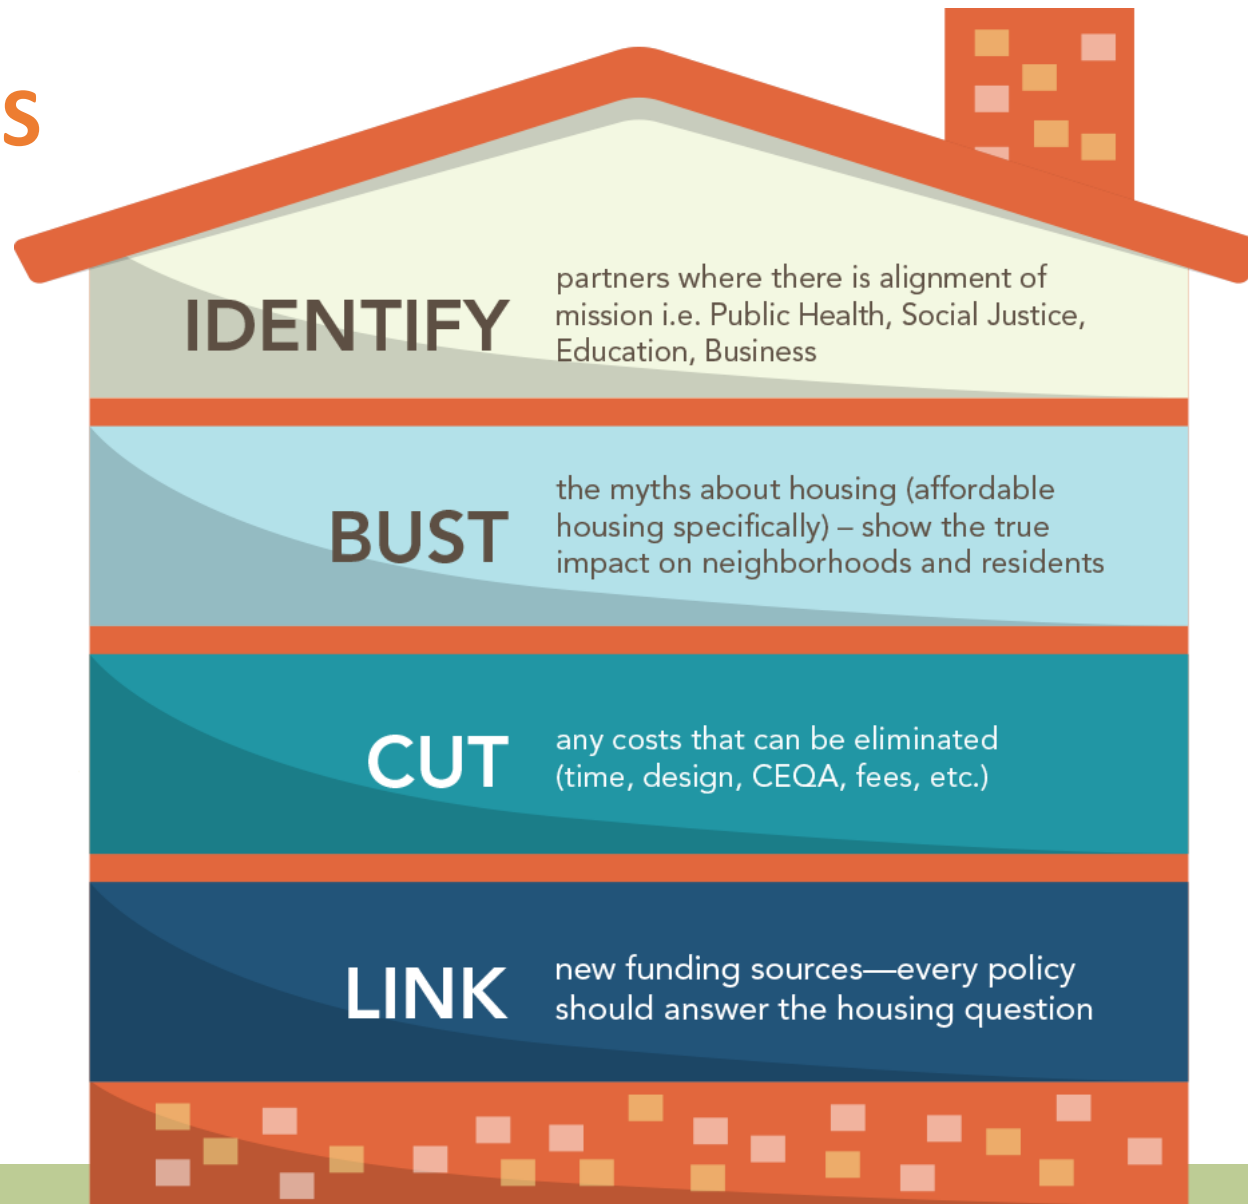 s
IDENTIFY
partners where there is alignment of
mission i.e. Public Health, Social Justice,
Education, Business
BUST
the myths about housing (affordable
housing specifically) – show the true
impact on neighborhoods and residents
CUT
any costs that can be eliminated
(time, design, CEQA, fees, etc.)
LINK
new funding sources—every policy
should answer the housing question